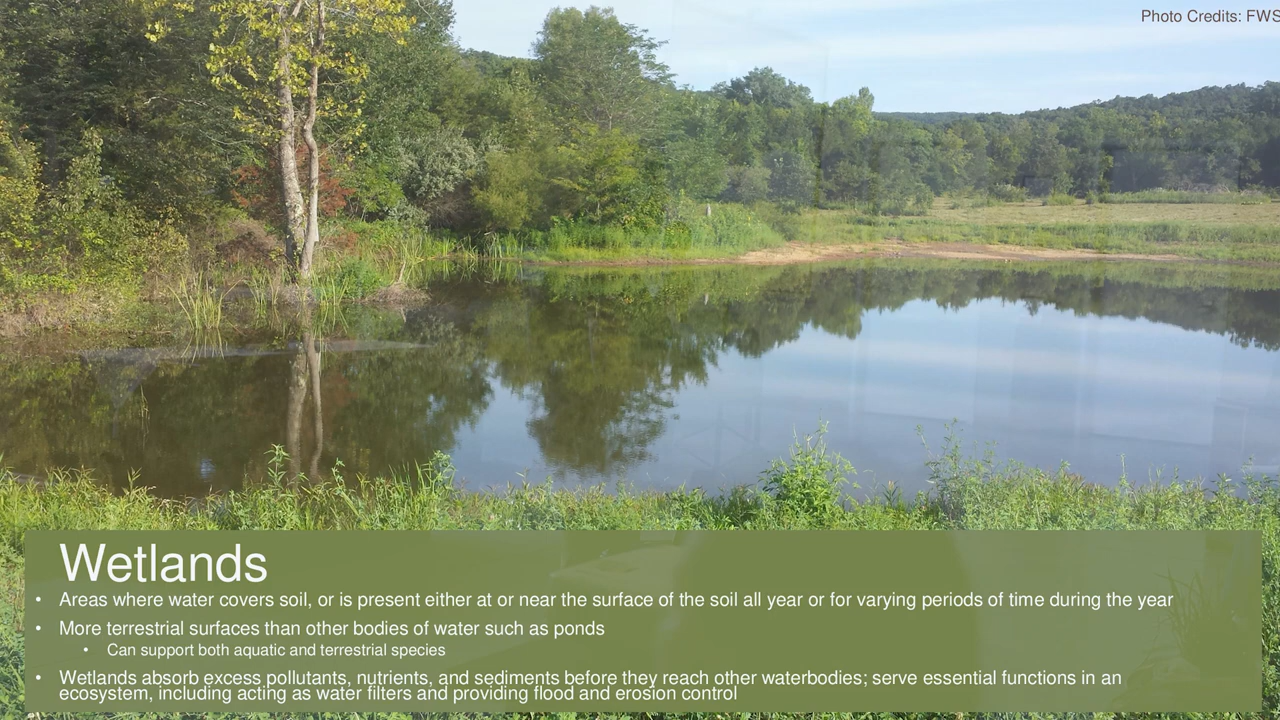 Photo Credits: FWS
Wetlands
• Areas where water covers soil, or is present either at or near the surface of the soil all year or for varying periods of time during the year
• More terrestrial surfaces than other bodies of water such as ponds
• Can support both aquatic and terrestrial species
• Wetlands absorb excess pollutants, nutrients, and sediments before they reach other waterbodies; serve essential functions in an
ecosystem, including acting as water filters and providing flood and erosion control